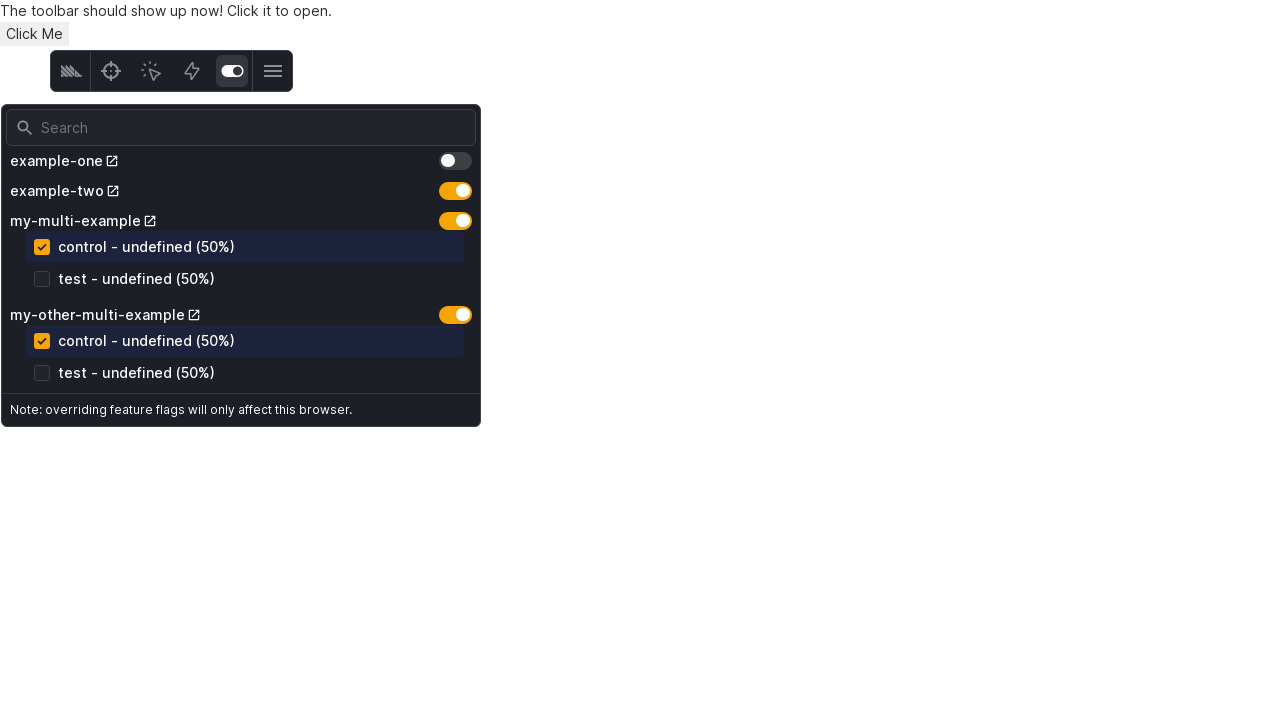 The toolbar should show up now! Click it to open.
Click Me
Search
example-one
example-two
my-multi-example
control - undefined (50%)
test - undefined (50%)
my-other-multi-example
control - undefined (50%)
test - undefined (50%)
Note: overriding feature flags will only affect this browser.